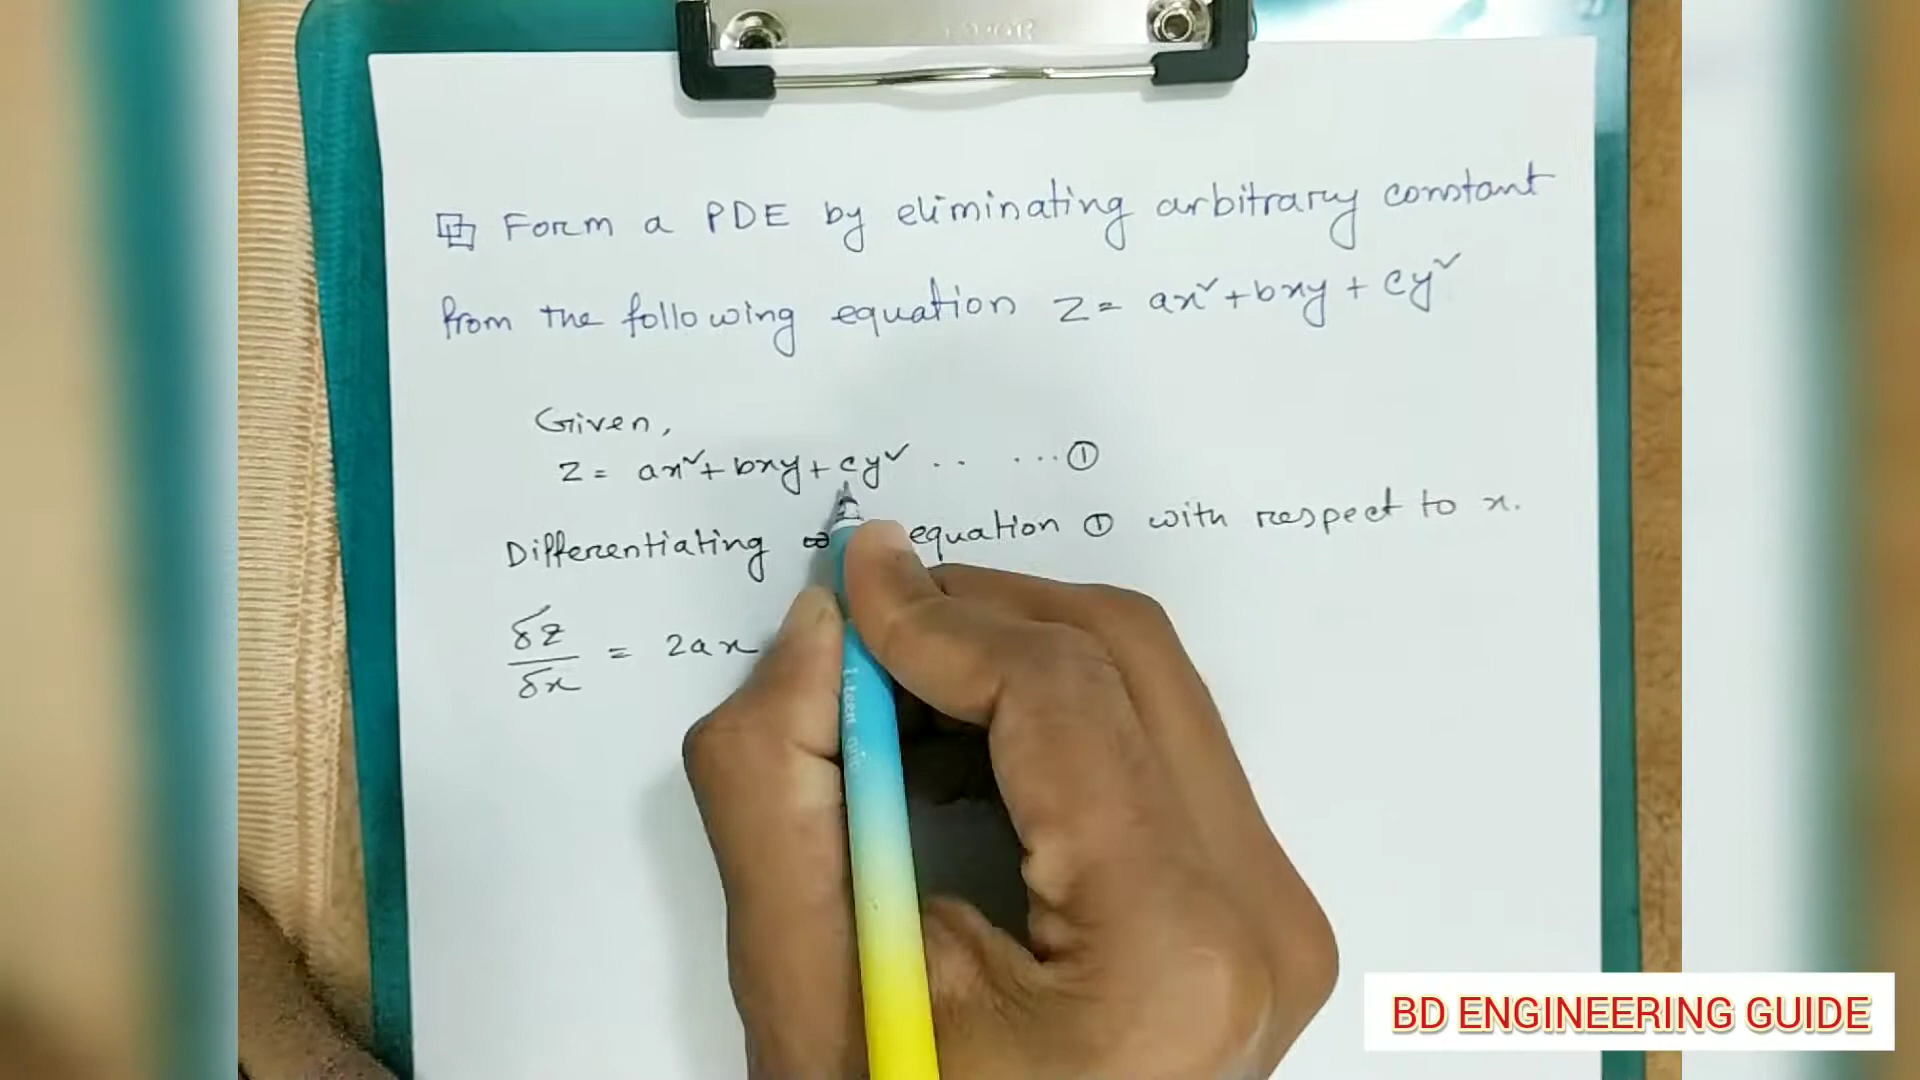 Form a PDE by eliminating arbitrary constant
from the following equation z = ax² + bxy + cy²
Given,
z = ax² + bxy + cy² .. ... ①
Differentiating equation ① with respect to x.
δz/δx = 2ax
BD ENGINEERING GUIDE